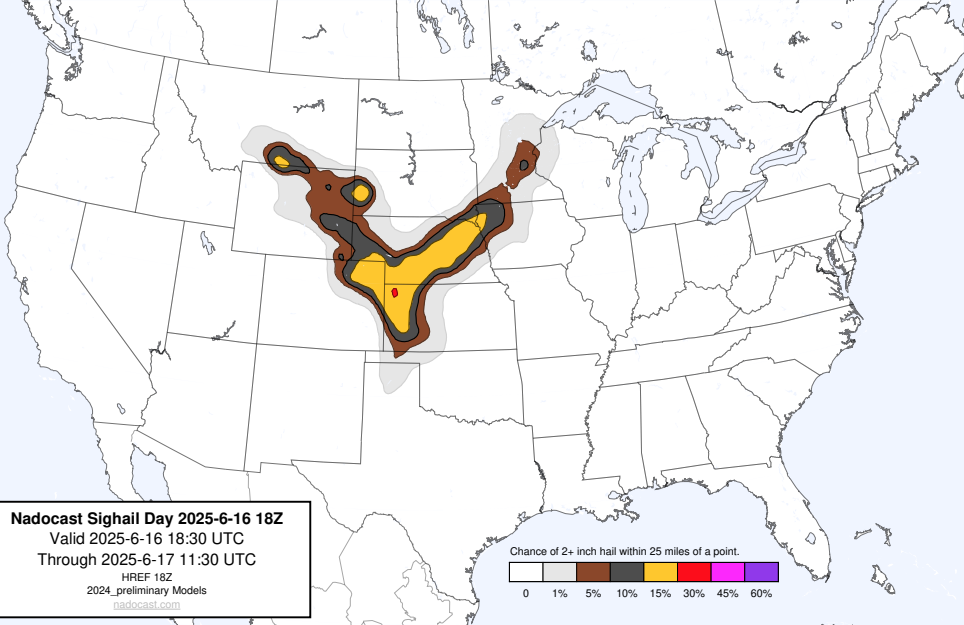 Nadocast Sighail Day 2025-6-16 18Z
Valid 2025-6-16 18:30 UTC
Through 2025-6-17 11:30 UTC
HREF 18Z
2024_preliminary Models
nadocast.com
Chance of 2+ inch hail within 25 miles of a point.
0 1% 5% 10% 15% 30% 45% 60%